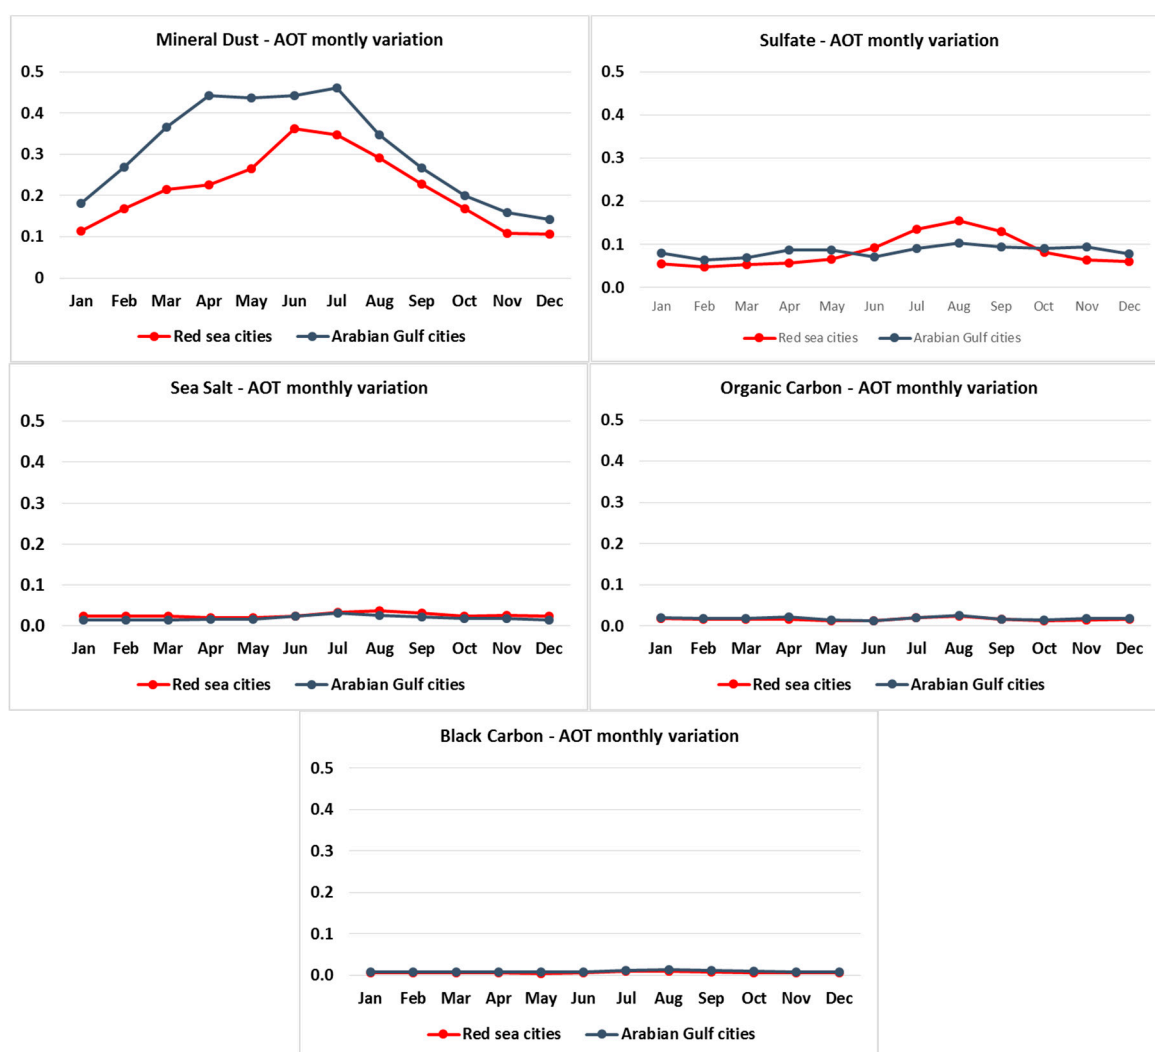 Mineral Dust - AOT montly variation
0.5
0.4
0.3
0.2
0.1
0
Jan Feb Mar Apr May Jun Jul Aug Sep Oct Nov Dec
Red sea cities Arabian Gulf cities
Sulfate - AOT montly variation
0.5
0.4
0.3
0.2
0.1
0.0
Jan Feb Mar Apr May Jun Jul Aug Sep Oct Nov Dec
Red sea cities Arabian Gulf cities
Sea Salt - AOT monthly variation
0.5
0.4
0.3
0.2
0.1
0.0
Jan Feb Mar Apr May Jun Jul Aug Sep Oct Nov Dec
Red sea cities Arabian Gulf cities
Organic Carbon - AOT monthly variation
0.5
0.4
0.3
0.2
0.1
0.0
Jan Feb Mar Apr May Jun Jul Aug Sep Oct Nov Dec
Red sea cities Arabian Gulf cities
Black Carbon - AOT monthly variation
0.5
0.4
0.3
0.2
0.1
0.0
Jan Feb Mar Apr May Jun Jul Aug Sep Oct Nov Dec
Red sea cities Arabian Gulf cities